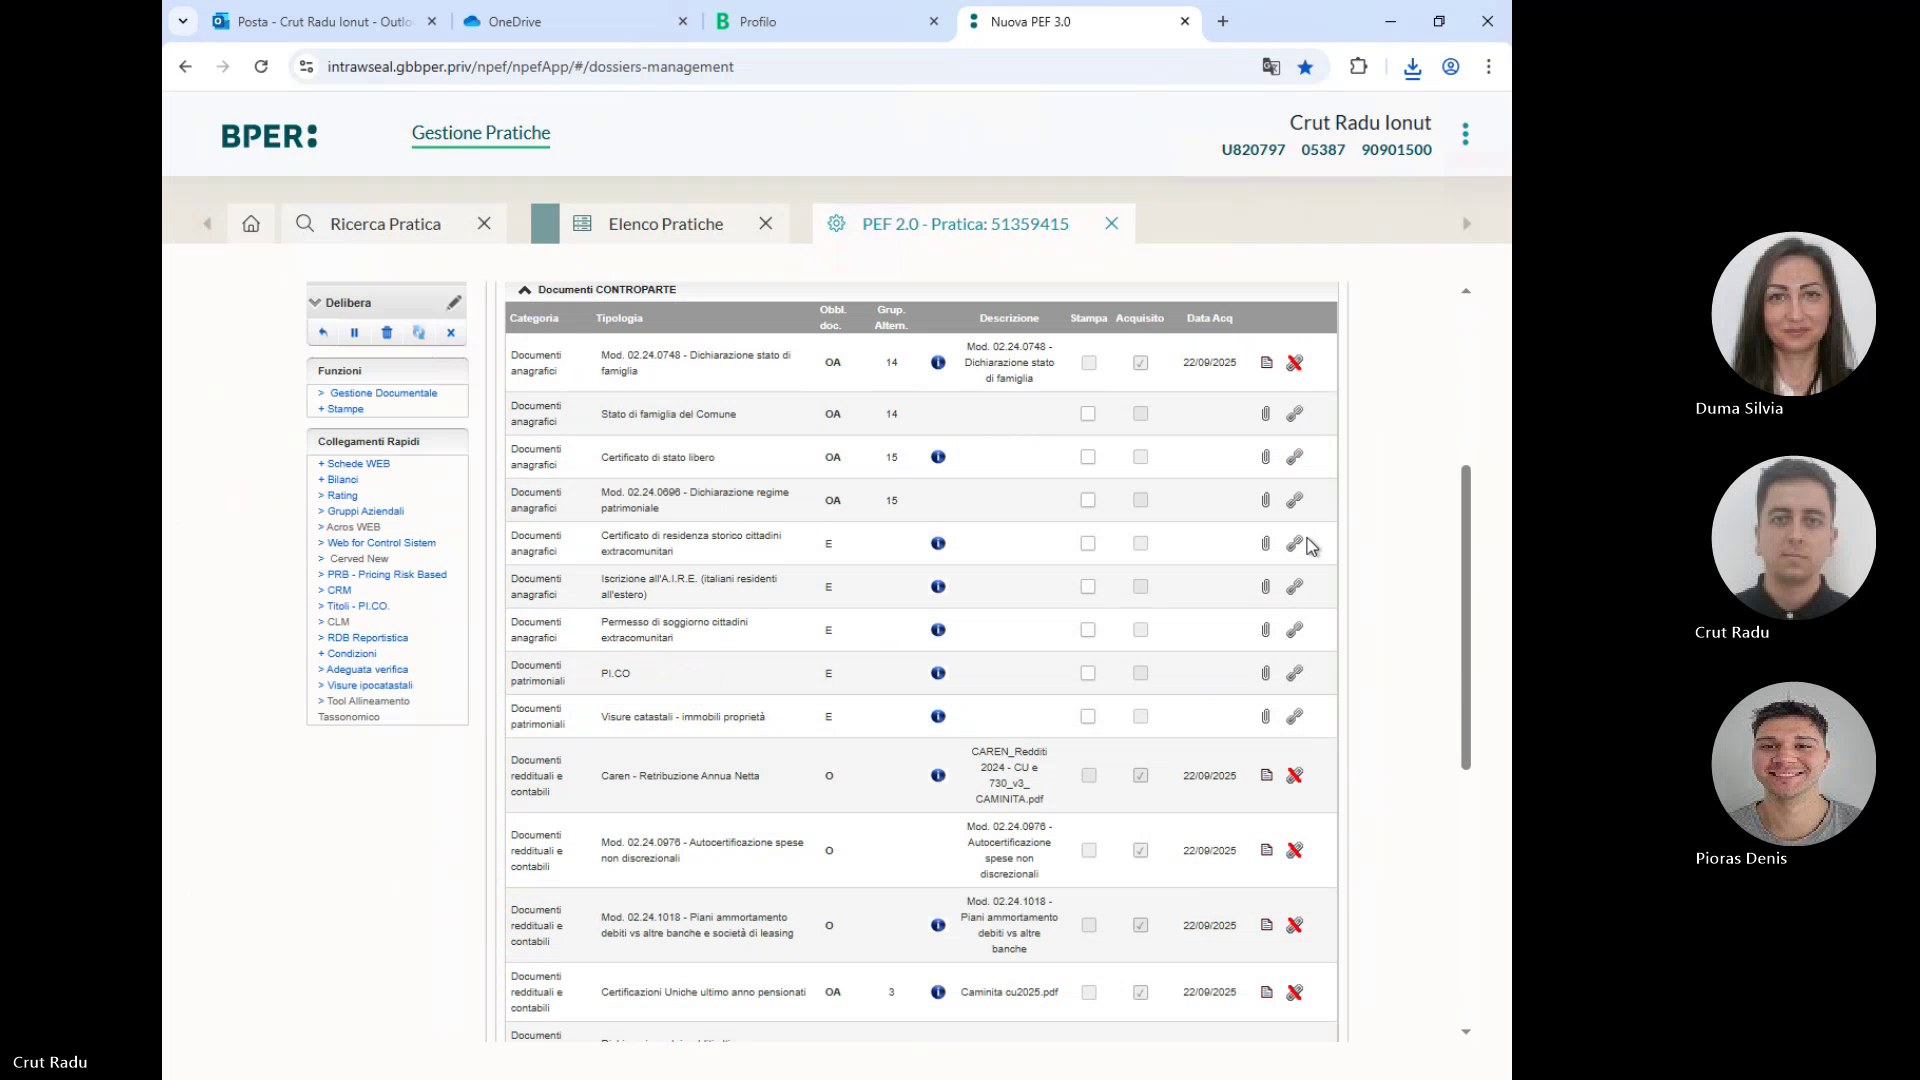 Posta - Crut Radu Ionut - Outlo
OneDrive
Profilo
Nuova PEF 3.0
intrawseal.gbbper.priv/npef/npefApp/#/dossiers-management
BPER:
Gestione Pratiche
Crut Radu Ionut
U820797 05387 90901500
Ricerca Pratica
Elenco Pratiche
PEF 2.0 - Pratica: 51359415
Delibera
Funzioni
> Gestione Documentale
+ Stampe
Collegamenti Rapidi
+ Schede WEB
+ Bilanci
> Rating
> Gruppi Aziendali
> Acros WEB
> Web for Control Sistem
> Cerved New
> PRB - Pricing Risk Based
> CRM
> Titoli - PI.CO.
> CLM
> RDB Reportistica
+ Condizioni
> Adeguata verifica
> Visure ipocatastali
> Tool Allineamento
Tassonomico
Documenti CONTROPARTE
Categoria Tipologia Obbl. doc. Grup. Altern. Descrizione Stampa Acquisito Data Acq
Documenti anagrafici Mod. 02.24.0748 - Dichiarazione stato di famiglia OA 14 Mod. 02.24.0748 - Dichiarazione stato di famiglia 22/09/2025
Documenti anagrafici Stato di famiglia del Comune OA 14
Documenti anagrafici Certificato di stato libero OA 15
Documenti anagrafici Mod. 02.24.0696 - Dichiarazione regime patrimoniale OA 15
Documenti anagrafici Certificato di residenza storico cittadini extracomunitari E
Documenti anagrafici Iscrizione all'A.I.R.E. (italiani residenti all'estero) E
Documenti anagrafici Permesso di soggiorno cittadini extracomunitari E
Documenti patrimoniali PI.CO E
Documenti patrimoniali Visure catastali - immobili proprietà E
Documenti reddituali e contabili Caren - Retribuzione Annua Netta O CAREN_Redditi 2024 - CU e 730_v3_ CAMINITA.pdf 22/09/2025
Documenti reddituali e contabili Mod. 02.24.0976 - Autocertificazione spese non discrezionali O Mod. 02.24.0976 - Autocertificazione spese non discrezionali 22/09/2025
Documenti reddituali e contabili Mod. 02.24.1018 - Piani ammortamento debiti vs altre banche e società di leasing O Mod. 02.24.1018 - Piani ammortamento debiti vs altre banche 22/09/2025
Documenti reddituali e contabili Certificazioni Uniche ultimo anno pensionati OA 3 Caminita cu2025.pdf 22/09/2025
Documenti
Duma Silvia
Crut Radu
Pioras Denis
Crut Radu